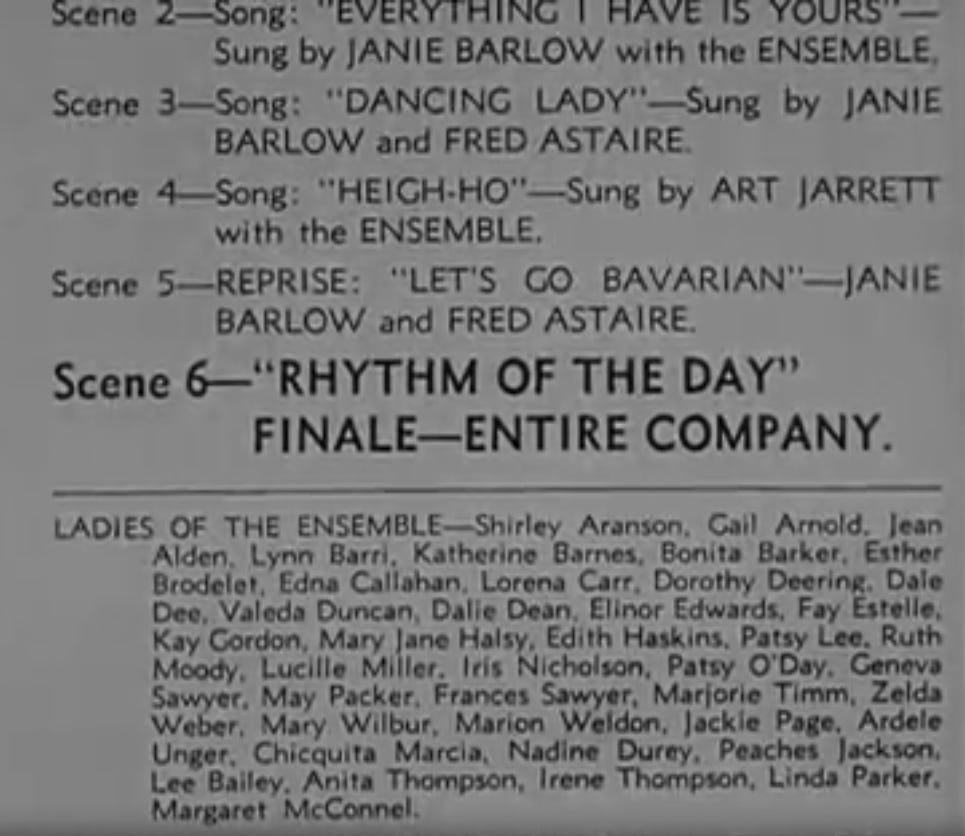 Scene 2—Song: "EVERYTHING I HAVE IS YOURS"—
Sung by JANIE BARLOW with the ENSEMBLE.
Scene 3—Song: "DANCING LADY"—Sung by JANIE
BARLOW and FRED ASTAIRE.
Scene 4—Song: "HEIGH-HO"—Sung by ART JARRETT
with the ENSEMBLE.
Scene 5—REPRISE: "LET'S GO BAVARIAN"—JANIE
BARLOW and FRED ASTAIRE.
Scene 6—"RHYTHM OF THE DAY"
FINALE—ENTIRE COMPANY.
LADIES OF THE ENSEMBLE—Shirley Aranson, Gail Arnold, Jean
Alden, Lynn Barri, Katherine Barnes, Bonita Barker, Esther
Brodelet, Edna Callahan, Lorena Carr, Dorothy Deering, Dale
Dee, Valeda Duncan, Dalie Dean, Elinor Edwards, Fay Estelle,
Kay Gordon, Mary Jane Halsy, Edith Haskins, Patsy Lee, Ruth
Moody, Lucille Miller, Iris Nicholson, Patsy O'Day, Geneva
Sawyer, May Packer, Frances Sawyer, Marjorie Timm, Zelda
Weber, Mary Wilbur, Marion Weldon, Jackie Page, Ardele
Unger, Chicquita Marcia, Nadine Durey, Peaches Jackson,
Lee Bailey, Anita Thompson, Irene Thompson, Linda Parker,
Margaret McConnel.